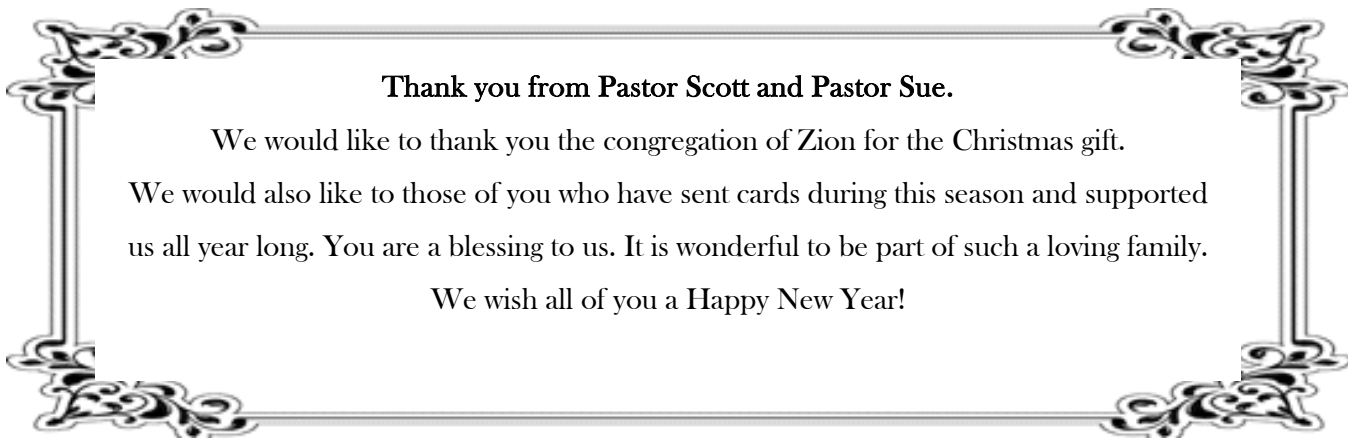 Thank you from Pastor Scott and Pastor Sue.
We would like to thank you the congregation of Zion for the Christmas gift.
We would also like to those of you who have sent cards during this season and supported
us all year long. You are a blessing to us. It is wonderful to be part of such a loving family.
We wish all of you a Happy New Year!